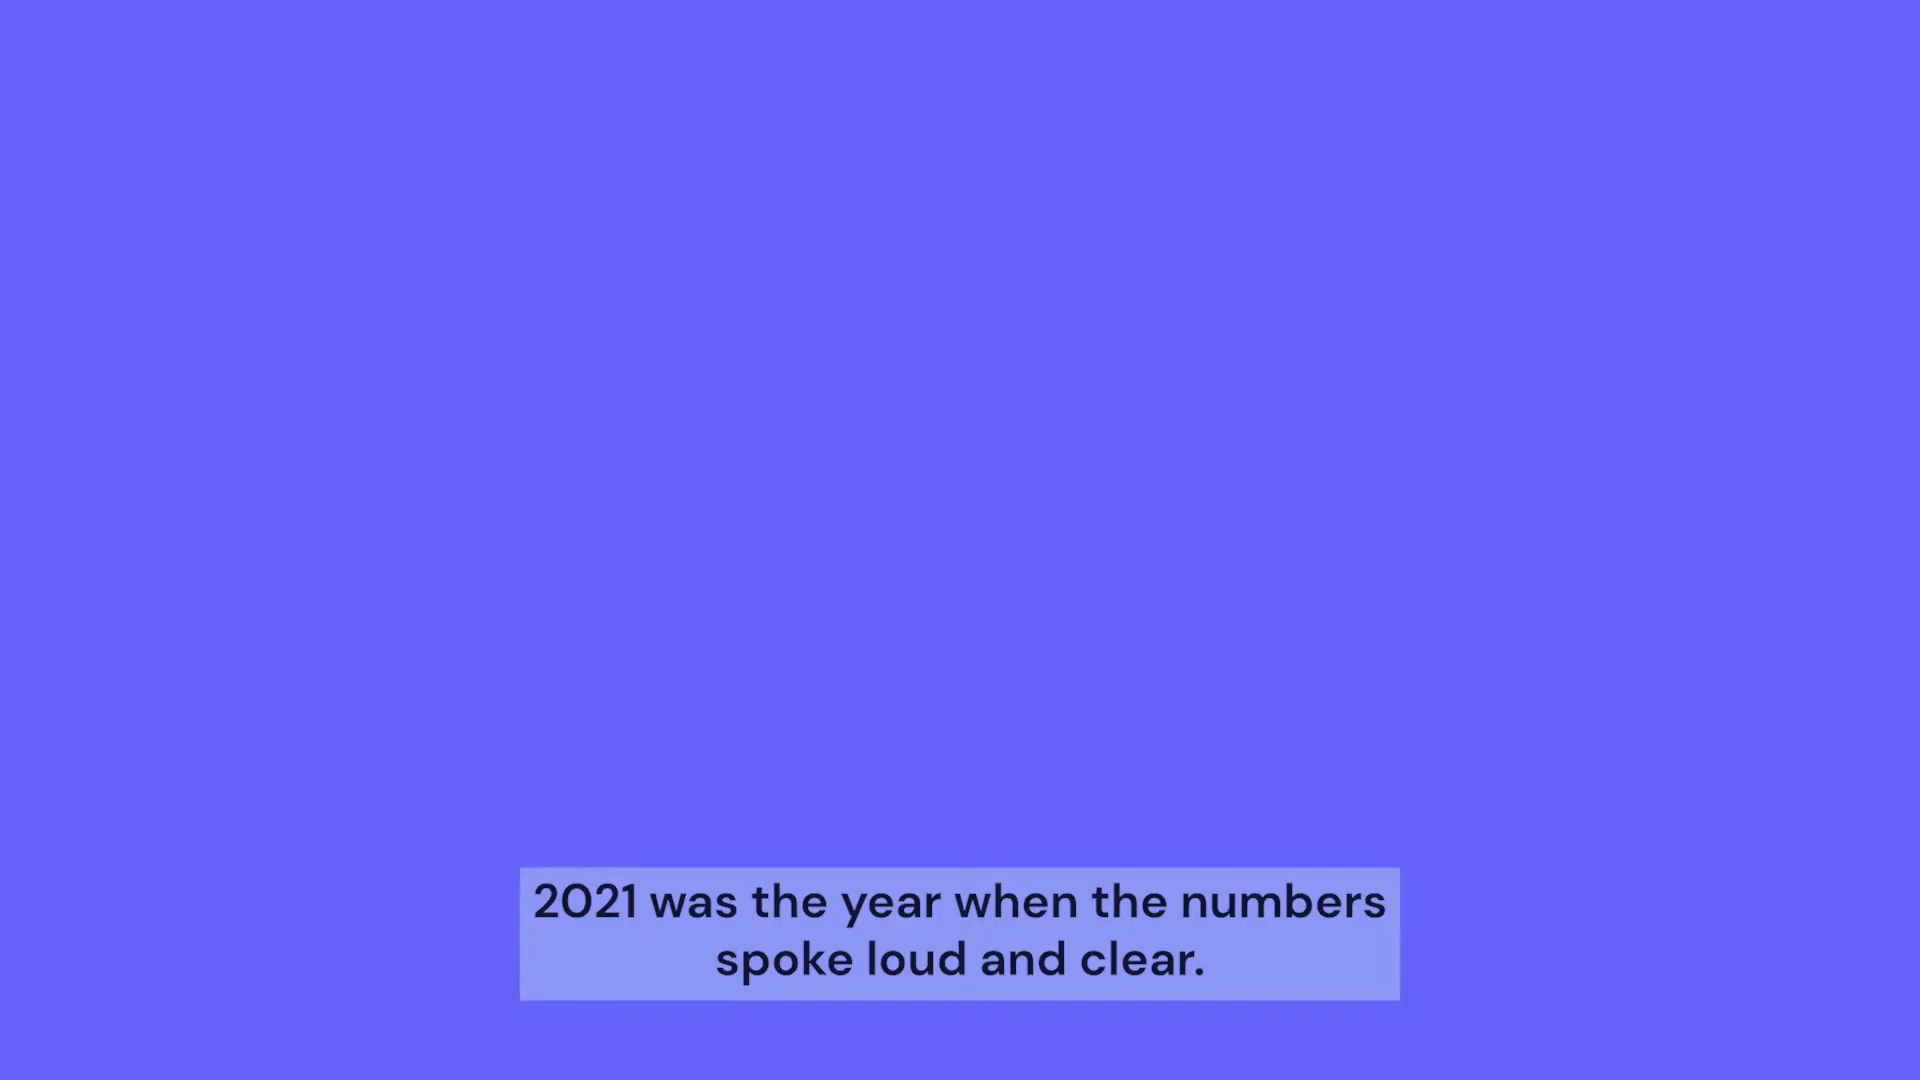 2021 was the year when the numbers
spoke loud and clear.